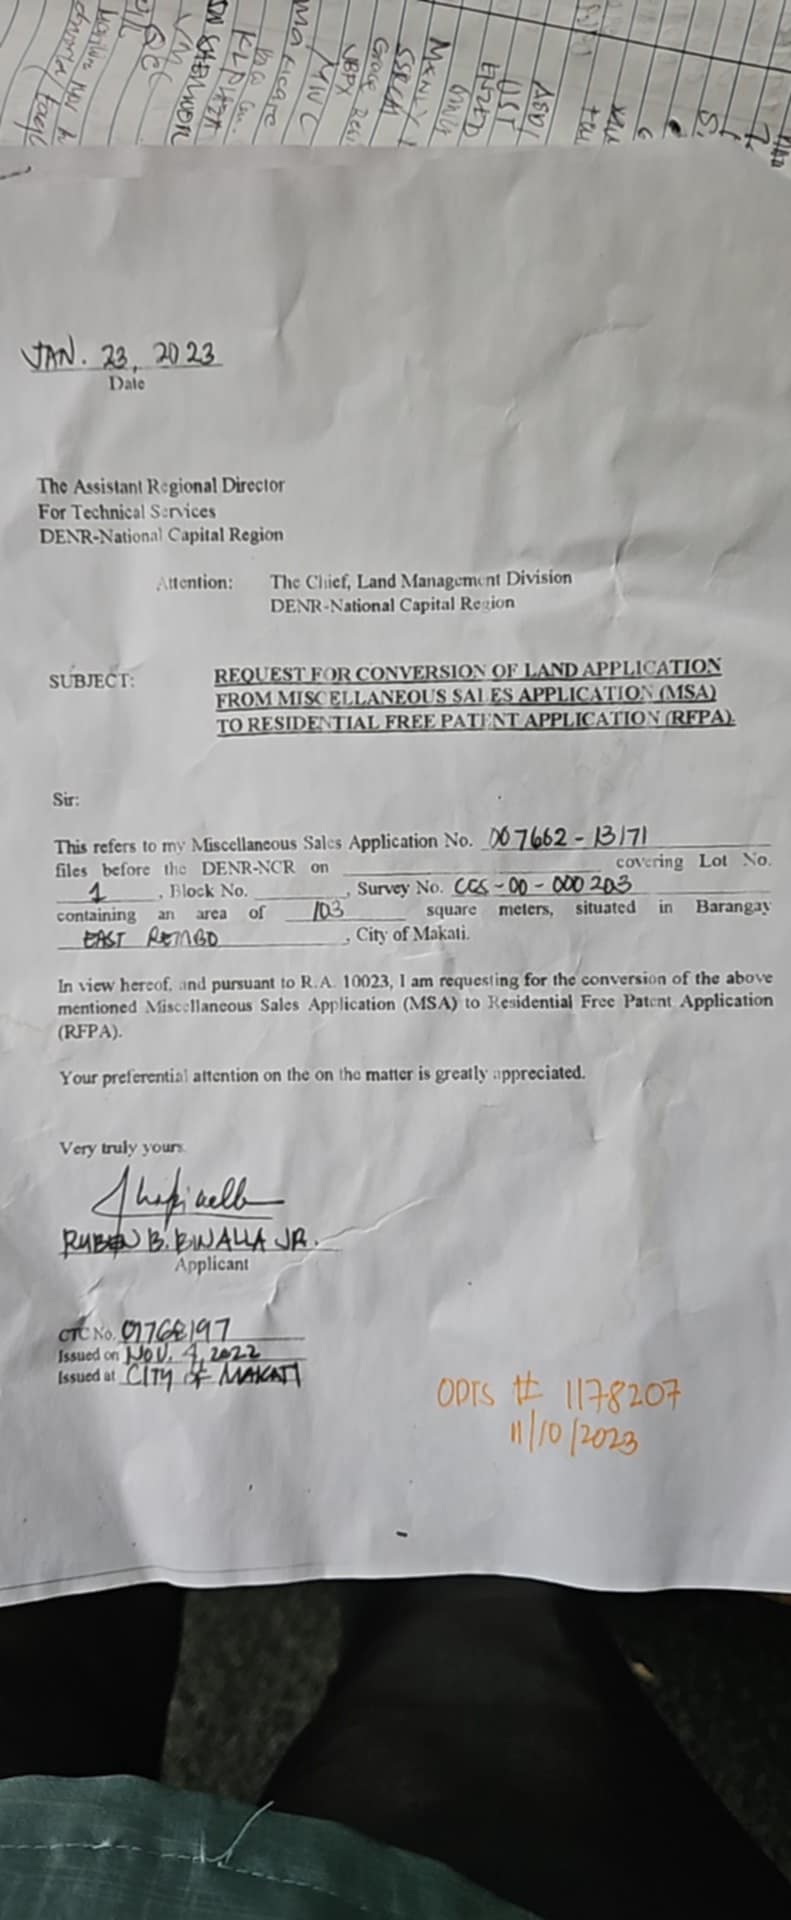 JAN. 23, 2023
Date
The Assistant Regional Director
For Technical Services
DENR-National Capital Region
Attention: The Chief, Land Management Division
DENR-National Capital Region
SUBJECT: REQUEST FOR CONVERSION OF LAND APPLICATION
FROM MISCELLANEOUS SALES APPLICATION (MSA)
TO RESIDENTIAL FREE PATENT APPLICATION (RFPA).
Sir:
This refers to my Miscellaneous Sales Application No. 007662-13171
files before the DENR-NCR on covering Lot No.
1, Block No. , Survey No. CCS-00-000203
containing an area of 103 square meters, situated in Barangay
EAST REMBO, City of Makati.
In view hereof, and pursuant to R.A. 10023, I am requesting for the conversion of the above
mentioned Miscellaneous Sales Application (MSA) to Residential Free Patent Application
(RFPA).
Your preferential attention on the on the matter is greatly appreciated.
Very truly yours,
RUBEN B. BINALLA JR.
Applicant
CTC No. 07768197
Issued on NOV. 4, 2022
Issued at CITY OF MAKATI
ODTS # 1178207
11/10/2023